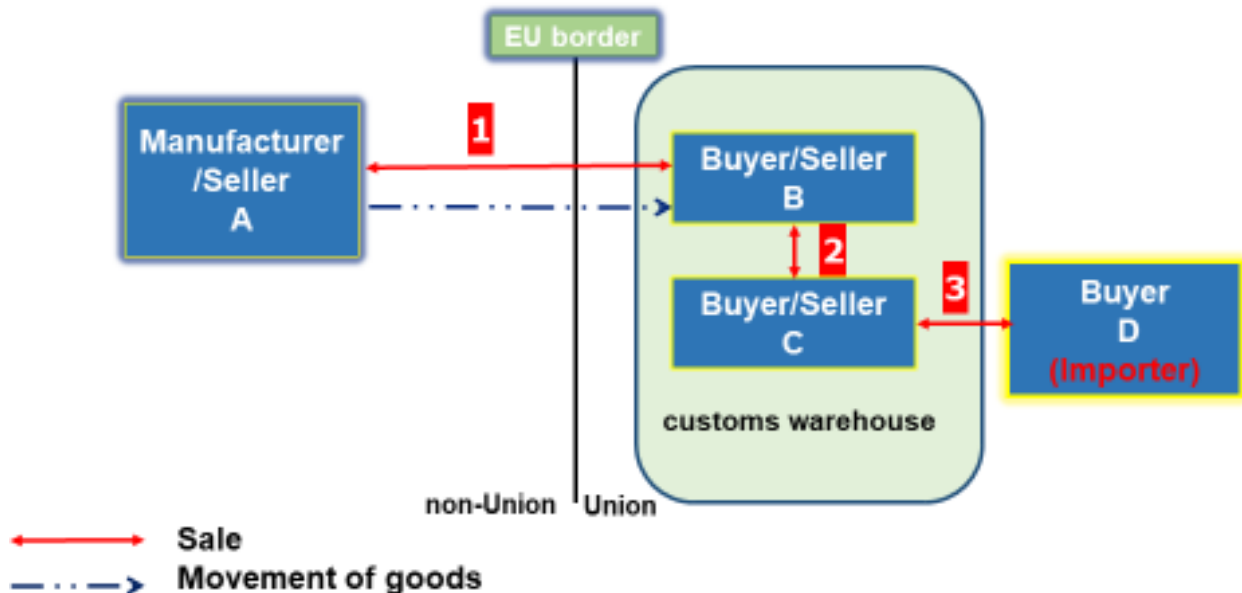 EU border
Manufacturer
/Seller
A
1
Buyer/Seller
B
2
Buyer/Seller
C
3
Buyer
D
(Importer)
customs warehouse
non-Union
Union
Sale
Movement of goods